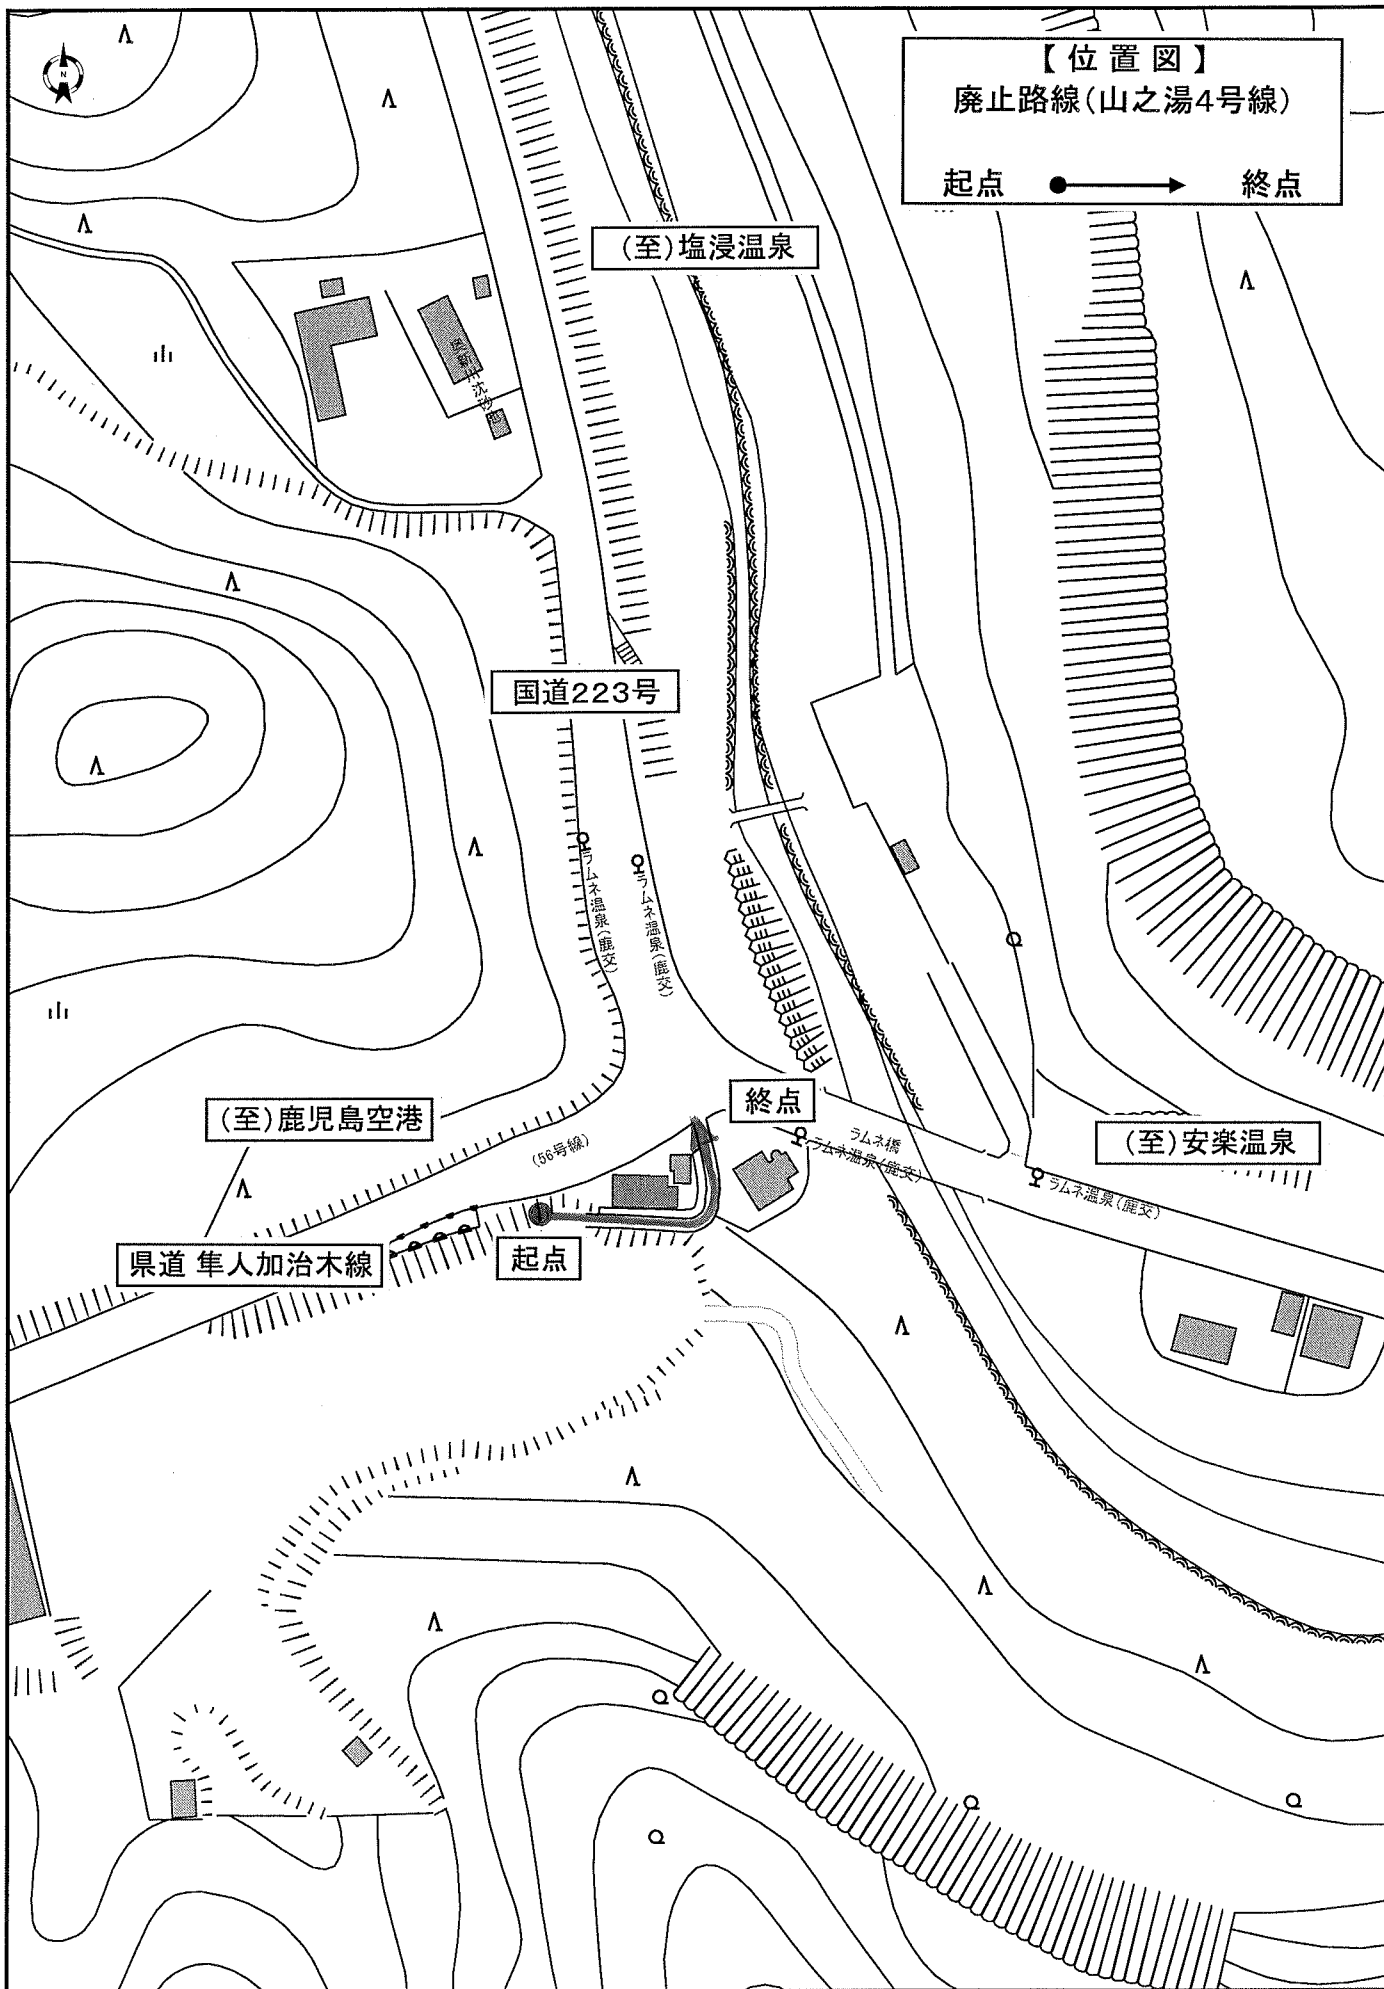 N
【位置図】
廃止路線(山之湯4号線)
起点 終点
(至)塩浸温泉
国道223号
ラムネ温泉(鹿交)
ラムネ温泉(鹿交)
終点
(至)鹿児島空港
(56号線)
ラムネ橋
ラムネ温泉(鹿交)
(至)安楽温泉
ラムネ温泉(鹿交)
県道 隼人加治木線
起点